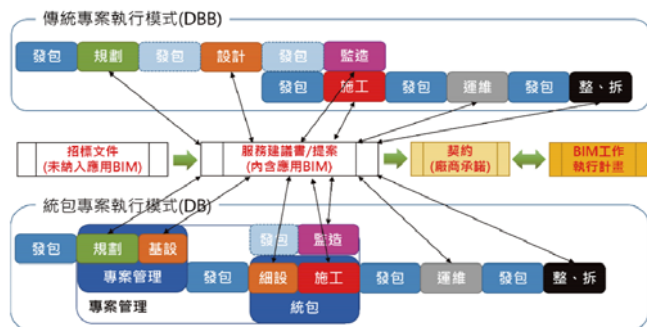 傳統專案執行模式(DBB)
發包 規劃 發包 設計 發包 監造
發包 施工 發包 運維 發包 整、拆
招標文件
(未納入應用BIM)
服務建議書/提案
(內含應用BIM)
契約
(廠商承諾)
BIM工作
執行計畫
統包專案執行模式(DB)
發包 監造
發包 規劃 基設
專案管理 發包 細設 施工 發包 運維 發包 整、拆
專案管理 統包